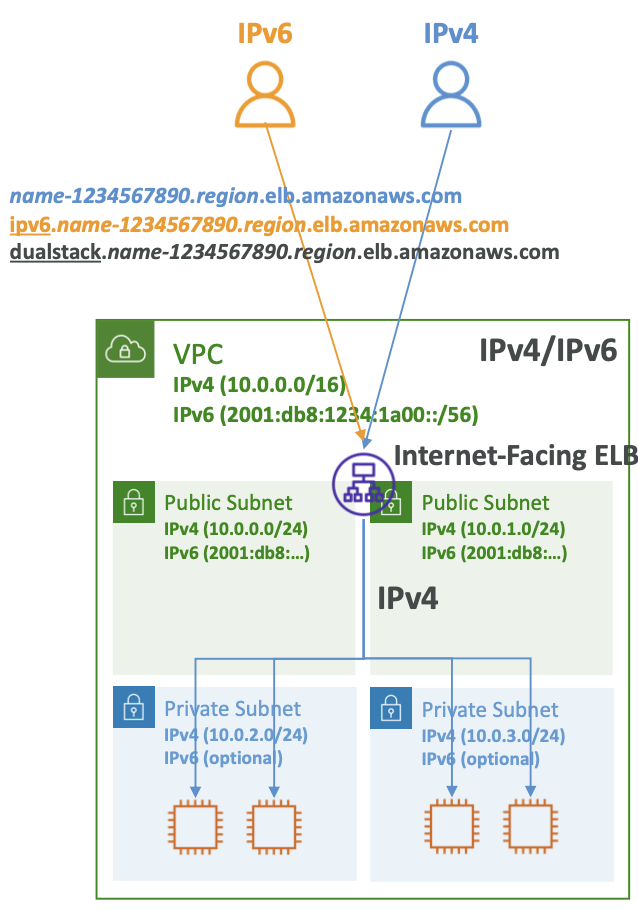 IPv6
IPv4
name-1234567890.region.elb.amazonaws.com
ipv6.name-1234567890.region.elb.amazonaws.com
dualstack.name-1234567890.region.elb.amazonaws.com
VPC
IPv4/IPv6
IPv4 (10.0.0.0/16)
IPv6 (2001:db8:1234:1a00::/56)
Internet-Facing ELB
Public Subnet
IPv4 (10.0.0.0/24)
IPv6 (2001:db8:...)
Public Subnet
IPv4 (10.0.1.0/24)
IPv6 (2001:db8:...)
IPv4
Private Subnet
IPv4 (10.0.2.0/24)
IPv6 (optional)
Private Subnet
IPv4 (10.0.3.0/24)
IPv6 (optional)